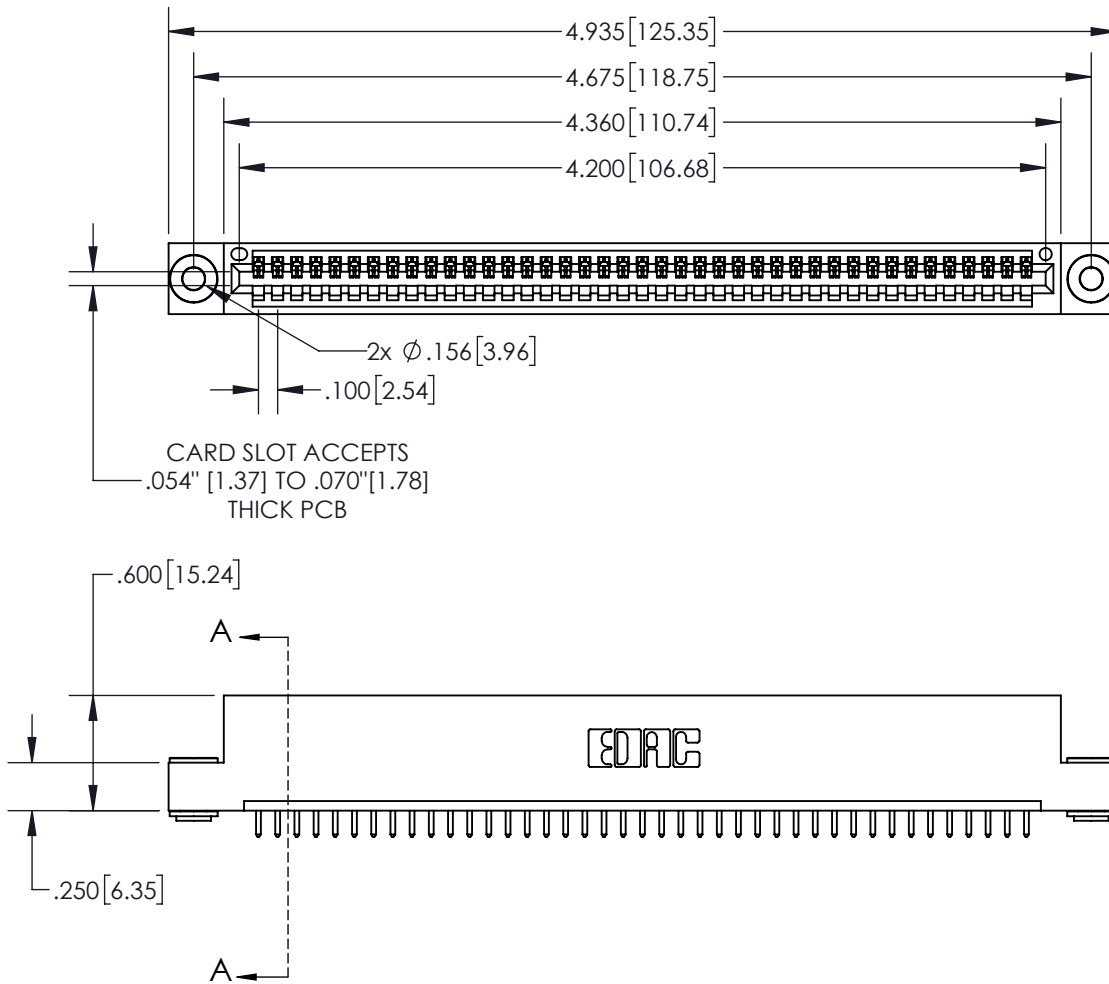 4.935[125.35]
4.675[118.75]
4.360[110.74]
4.200[106.68]
2x Ø .156[3.96]
.100[2.54]
CARD SLOT ACCEPTS
.054" [1.37] TO .070"[1.78]
THICK PCB
.600[15.24]
A
EDAC
.250[6.35]
A